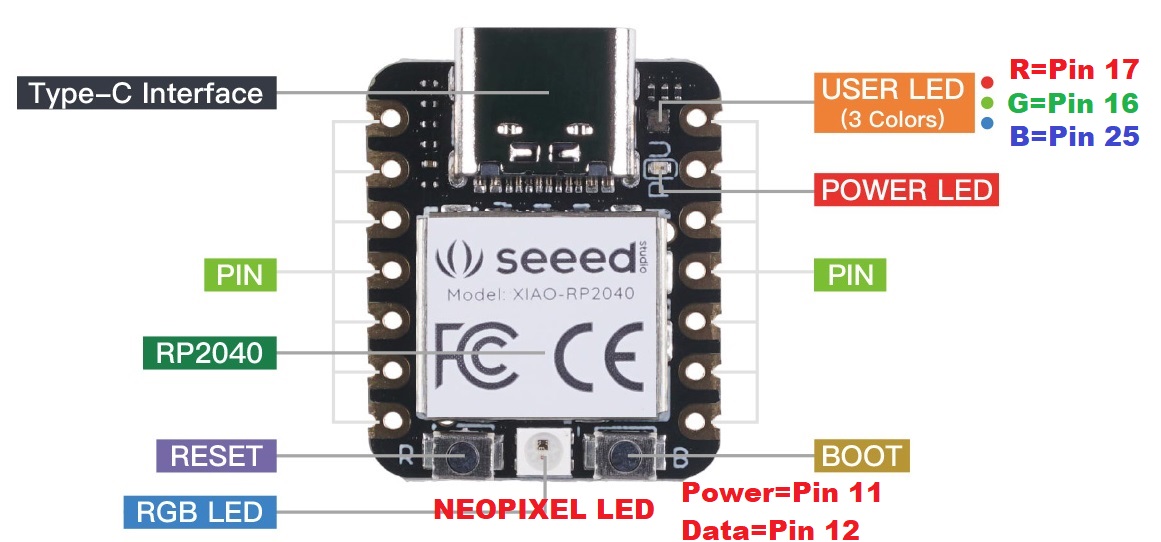 Type-C Interface
USER LED
(3 Colors)
R=Pin 17
G=Pin 16
B=Pin 25
POWER LED
U
P
seeed
studio
Model: XIAO-RP2040
FC CE
PIN
PIN
RP2040
RESET
R
B
BOOT
RGB LED
NEOPIXEL LED
Power=Pin 11
Data=Pin 12